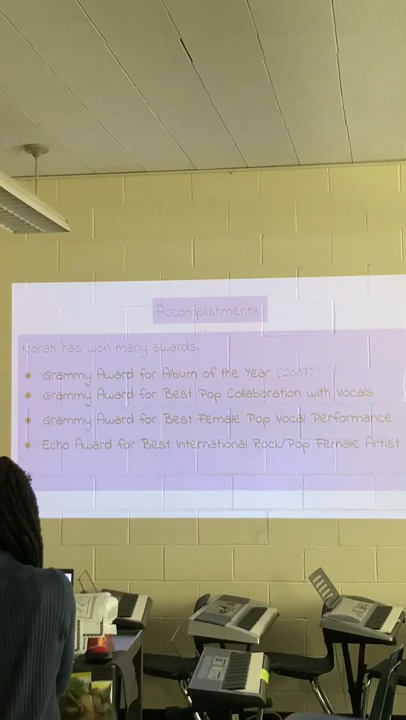 Accomplishments
Norah has won many awards.
Grammy Award for Album of the Year (2007)
Grammy Award for Best Pop Collaboration with Vocals
Grammy Award for Best Female Pop Vocal Performance
Echo Award for Best International Rock/Pop Female Artist